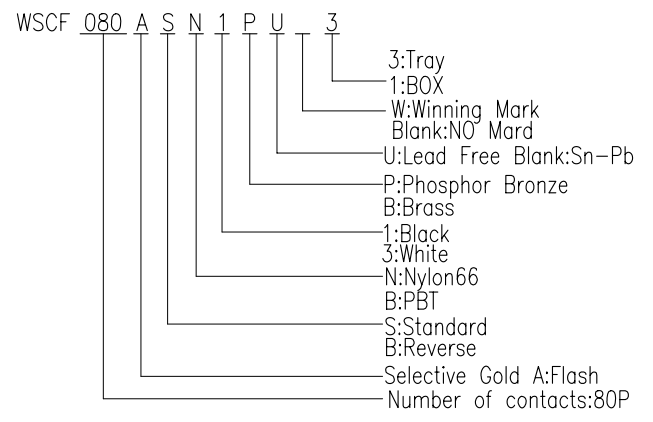 WSCF 080 A S N 1 P U 3
3:Tray
1:BOX
W:Winning Mark
Blank:NO Mard
U:Lead Free Blank:Sn-Pb
P:Phosphor Bronze
B:Brass
1:Black
3:White
N:Nylon66
B:PBT
S:Standard
B:Reverse
Selective Gold A:Flash
Number of contacts:80P